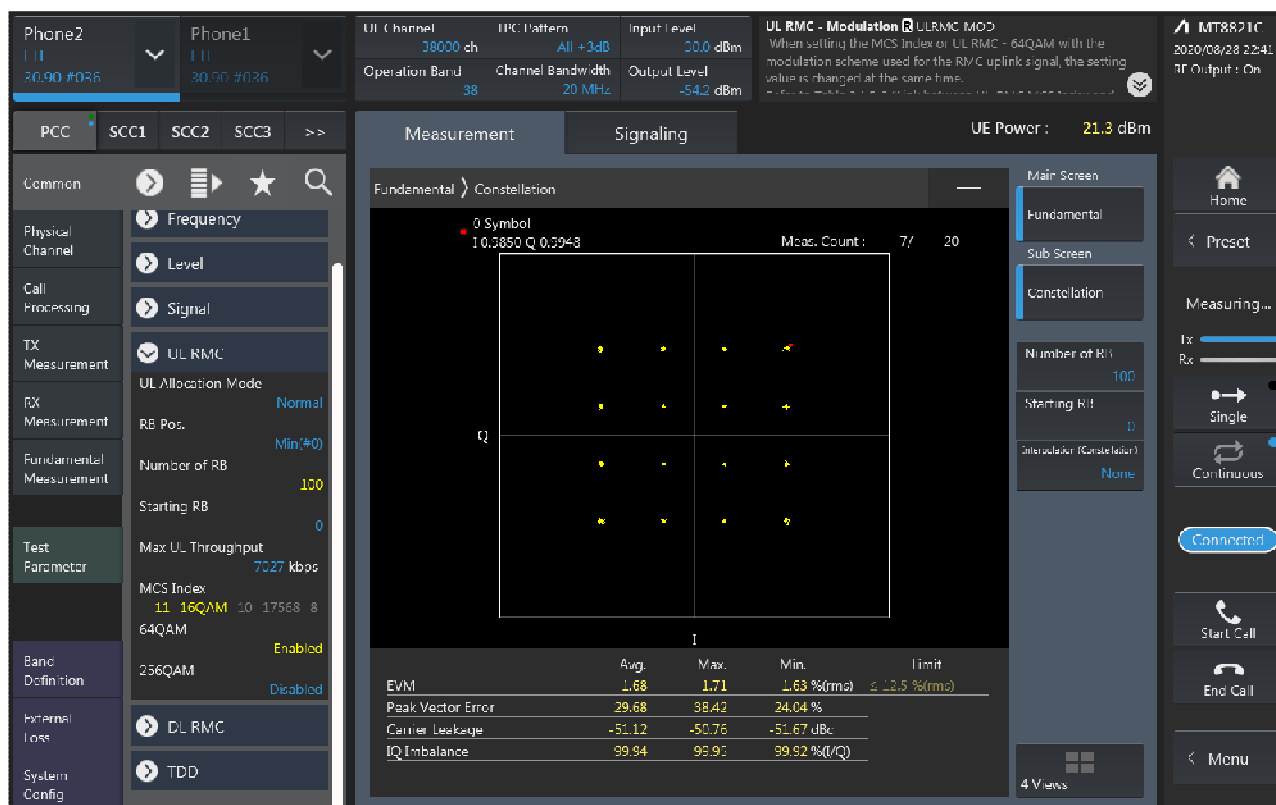 Phone2
30.90 #036
Phone1
30.90 #036
UL Channel
38000 ch
TPC Pattern
All +3dB
Input Level
30.0 dBm
Operation Band
38
Channel Bandwidth
20 MHz
Output Level
-54.2 dBm
UL RMC - Modulation R ULRMC_MOD
When setting the MCS Index or UL RMC - 64QAM with the
modulation scheme used for the RMC uplink signal, the setting
value is changed at the same time.
MT8821C
2020/08/28 22:41
RF Output : On
PCC
SCC1
SCC2
SCC3
>>
Measurement
Signaling
UE Power :
21.3 dBm
Common
Physical
Channel
Call
Processing
TX
Measurement
RX
Measurement
Fundamental
Measurement
Test
Parameter
Band
Definition
External
Loss
System
Config
Frequency
Level
Signal
UL RMC
UL Allocation Mode
Normal
RB Pos.
Min(#0)
Number of RB
100
Starting RB
0
Max UL Throughput
7027 kbps
MCS Index
11 16QAM 10 17568 8
64QAM
Enabled
256QAM
Disabled
DL RMC
TDD
Fundamental
Constellation
0 Symbol
I 0.9850 Q 0.9948
Meas. Count :
7/
20
Q
I
Avg.
Max.
Min.
Limit
EVM
1.68
1.71
1.63 %(rms)
≤ 12.5 %(rms)
Peak Vector Error
29.68
38.42
24.04 %
Carrier Leakage
-51.12
-50.76
-51.67 dBc
IQ Imbalance
99.94
99.95
99.92 %(I/Q)
Main Screen
Fundamental
Sub Screen
Constellation
Number of RB
100
Starting RB
0
Interpolation (Constellation)
None
4 Views
Home
Preset
Measuring...
Tx
Rx
Single
Continuous
Connected
Start Call
End Call
Menu